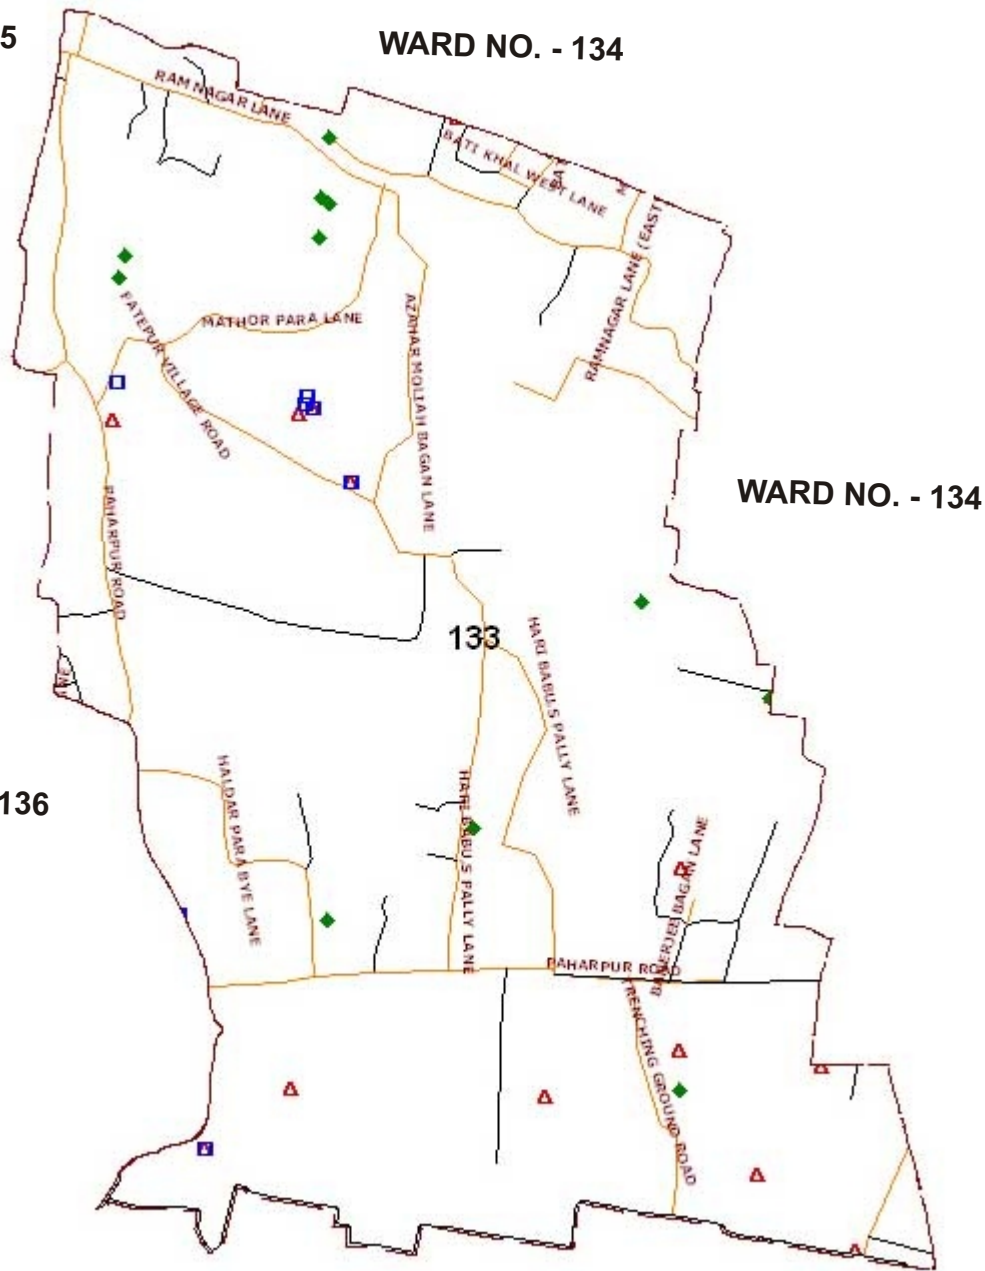 5
WARD NO. - 134
RAM NAGAR LANE
BATI KHAL WEST LANE
RAMNAGAR LANE (EAST)
FATEPUR VILLAGE ROAD
MATHOR PARA LANE
AZAHAR MOLLAH BAGAN LANE
WARD NO. - 134
PAHARPUR ROAD
133
HARI BABU.S PALLY LANE
136
HALDAR PARA BYE LANE
HARI BABU.S PALLY LANE
BANERJEE BAGAN LANE
PAHARPUR ROAD
TRENCHING GROUND ROAD